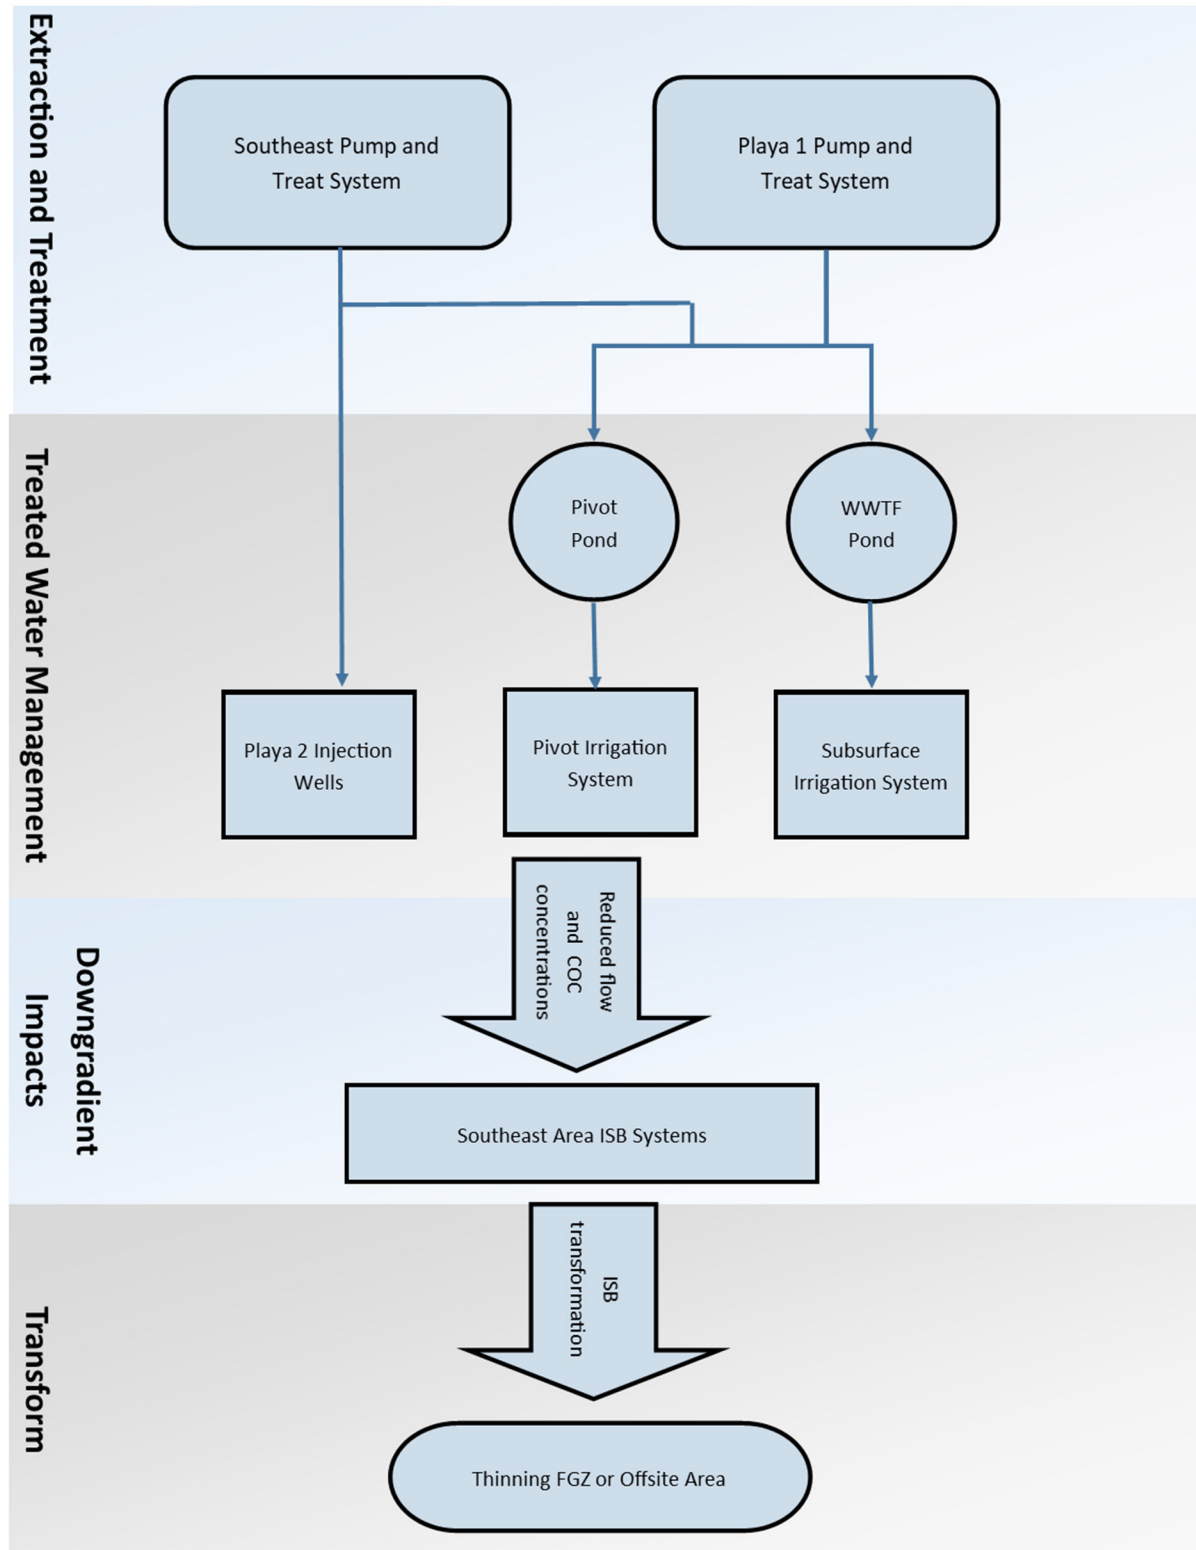 Extraction and Treatment
Southeast Pump and
Treat System
Playa 1 Pump and
Treat System
Treated Water Management
Pivot
Pond
WWTF
Pond
Playa 2 Injection
Wells
Pivot Irrigation
System
Subsurface
Irrigation System
Downgradient
Impacts
Reduced flow
and COC
concentrations
Southeast Area ISB Systems
Transform
ISB
transformation
Thinning FGZ or Offsite Area